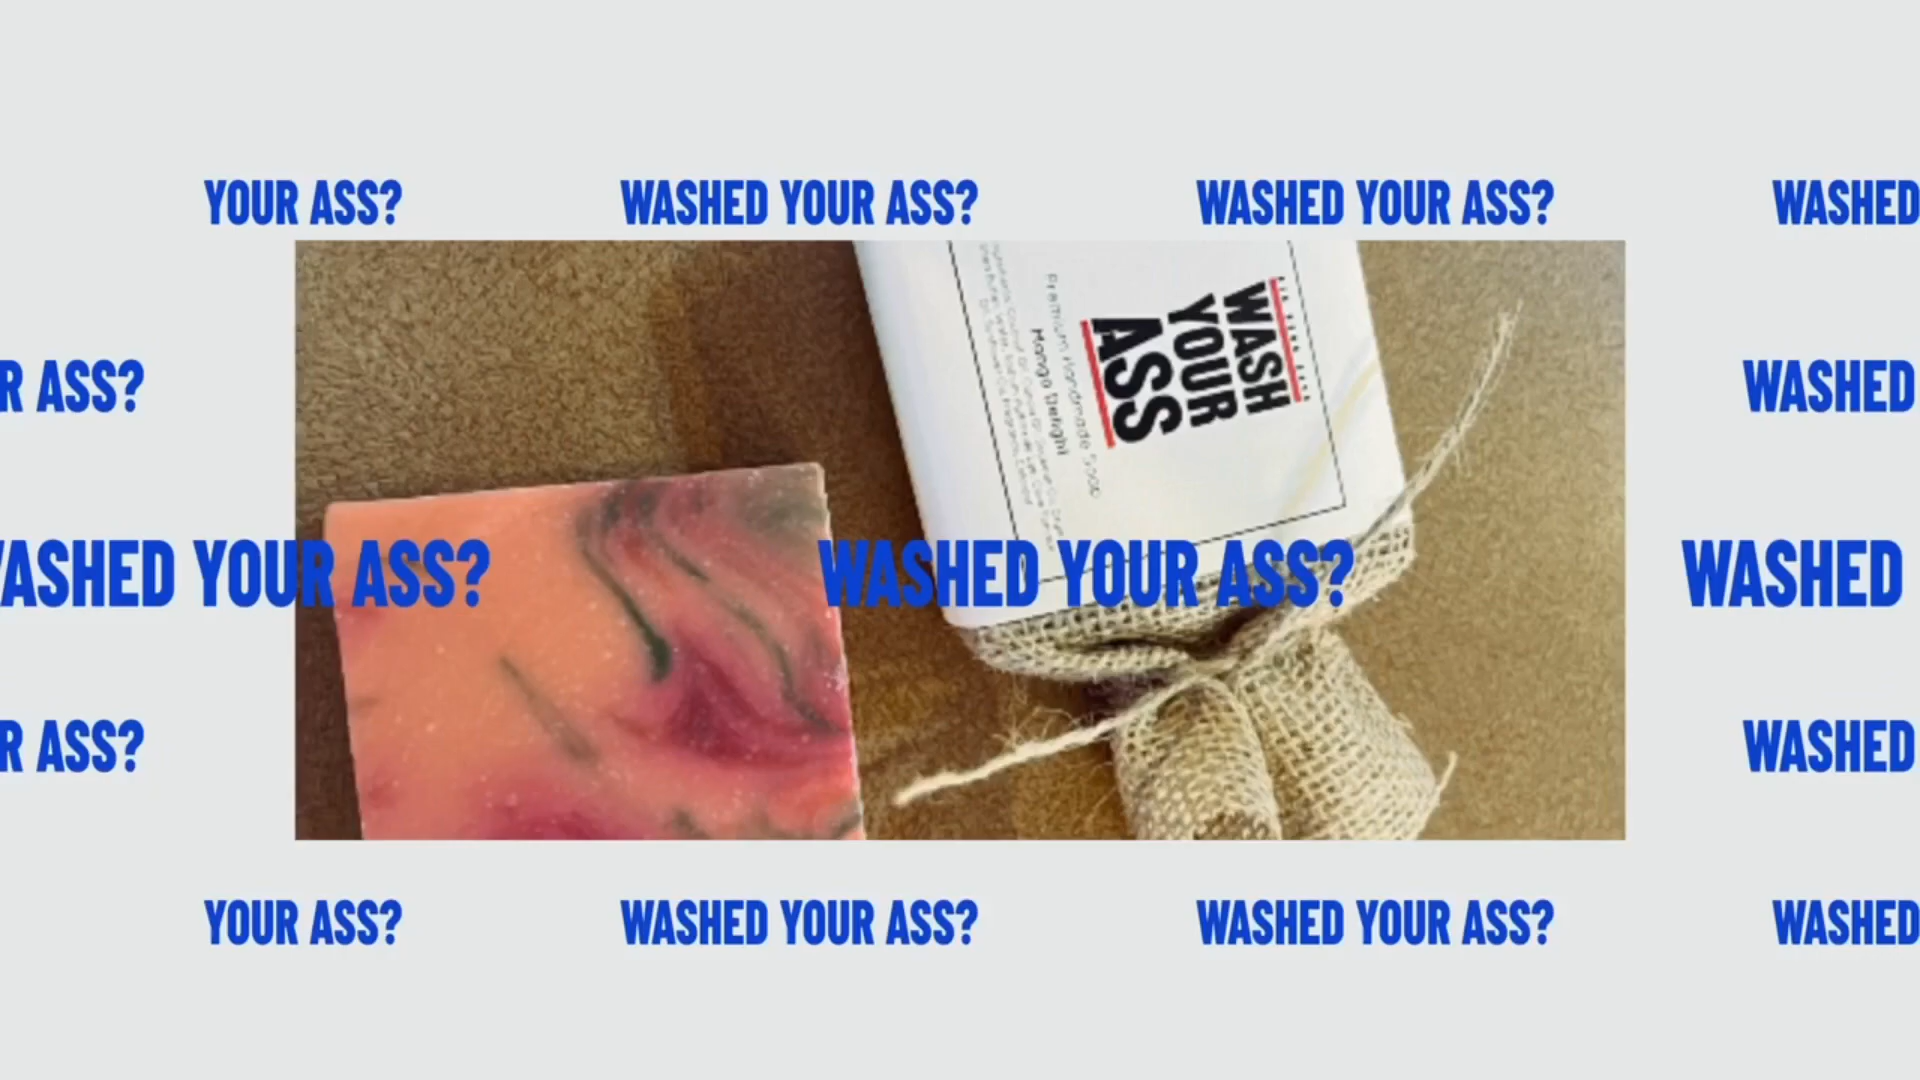 YOUR ASS? WASHED YOUR ASS? WASHED YOUR ASS? WASHED
WASH
YOUR
ASS
Premium Handmade Soap
Mango Delight
R ASS? WASHED
WASHED YOUR ASS? WASHED YOUR ASS? WASHED
R ASS? WASHED
YOUR ASS? WASHED YOUR ASS? WASHED YOUR ASS? WASHED